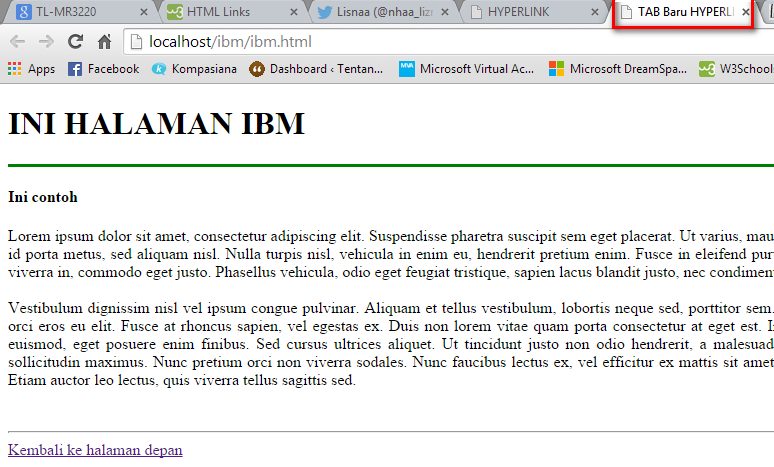 TL-MR3220
HTML Links
Lisnaa (@nhaa_lizn
HYPERLINK
TAB Baru HYPERLI
localhost/ibm/ibm.html
Apps
Facebook
Kompasiana
Dashboard ‹ Tentan...
Microsoft Virtual Ac...
Microsoft DreamSpa...
W3Schools
INI HALAMAN IBM
Ini contoh
Lorem ipsum dolor sit amet, consectetur adipiscing elit. Suspendisse pharetra suscipit sem eget placerat. Ut varius, mau
id porta metus, sed aliquam nisl. Nulla turpis nisl, vehicula in enim eu, hendrerit pretium enim. Fusce in eleifend pur
viverra in, commodo eget justo. Phasellus vehicula, odio eget feugiat tristique, sapien lacus blandit justo, nec condimen
Vestibulum dignissim nisl vel ipsum congue pulvinar. Aliquam et tellus vestibulum, lobortis neque sed, porttitor sem.
orci eros eu elit. Fusce at rhoncus sapien, vel egestas ex. Duis non lorem vitae quam porta consectetur at eget est. I
euismod, eget posuere enim finibus. Sed cursus ultrices aliquet. Ut tincidunt justo non odio hendrerit, a malesuad
sollicitudin maximus. Nunc pretium orci non viverra sodales. Nunc faucibus lectus ex, vel efficitur ex mattis sit amet
Etiam auctor leo lectus, quis viverra tellus sagittis sed.
Kembali ke halaman depan